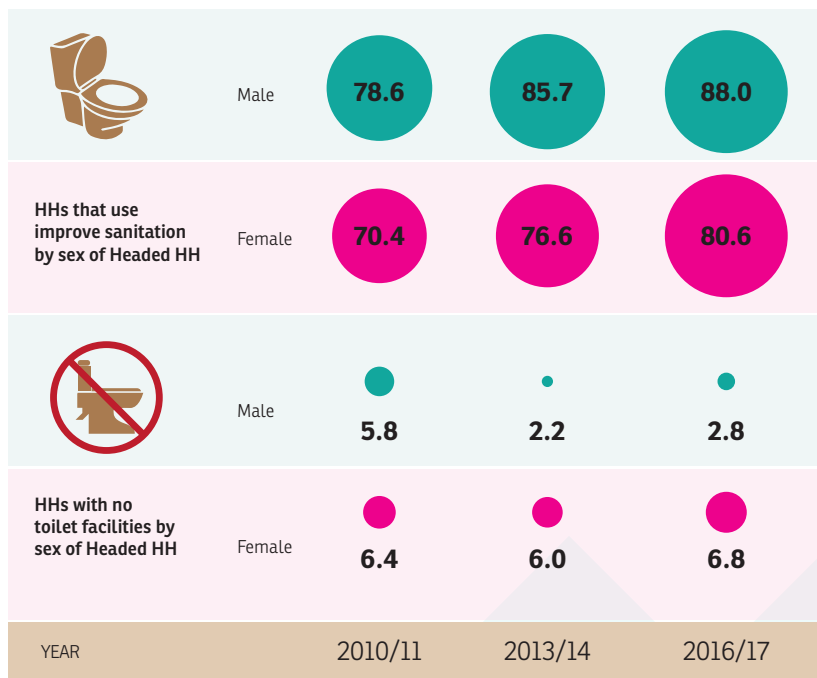 Male 78.6 85.7 88.0
HHs that use
improve sanitation
by sex of Headed HH
Female 70.4 76.6 80.6
Male
5.8 2.2 2.8
HHs with no
toilet facilities by
sex of Headed HH
Female
6.4 6.0 6.8
YEAR 2010/11 2013/14 2016/17